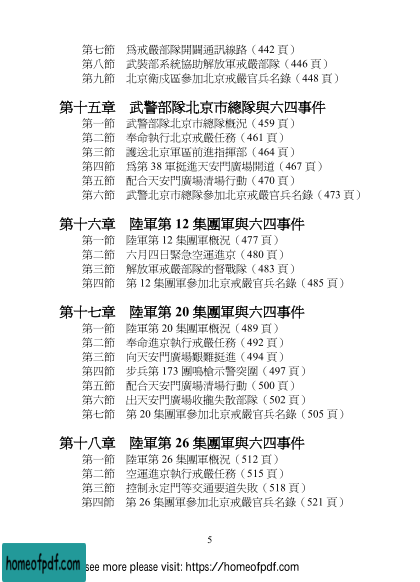 第七節　爲戒嚴部隊開闢通訊線路（442 頁）
第八節　武裝部系統協助解放軍戒嚴部隊（446 頁）
第九節　北京衛戍區參加北京戒嚴官兵名錄（448 頁）
第十五章　武警部隊北京市總隊與六四事件
第一節　武警部隊北京市總隊概況（459 頁）
第二節　奉命執行北京戒嚴任務（461 頁）
第三節　護送北京軍區前進指揮部（464 頁）
第四節　爲第 38 軍挺進天安門廣場開道（467 頁）
第五節　配合天安門廣場清場行動（470 頁）
第六節　武警北京市總隊參加北京戒嚴官兵名錄（473 頁）
第十六章　陸軍第 12 集團軍與六四事件
第一節　陸軍第 12 集團軍概況（477 頁）
第二節　六月四日緊急空運進京（480 頁）
第三節　解放軍戒嚴部隊的督戰隊（483 頁）
第四節　第 12 集團軍參加北京戒嚴官兵名錄（485 頁）
第十七章　陸軍第 20 集團軍與六四事件
第一節　陸軍第 20 集團軍概況（489 頁）
第二節　奉命進京執行戒嚴任務（492 頁）
第三節　向天安門廣場艱難挺進（494 頁）
第四節　步兵第 173 團鳴槍示警突圍（497 頁）
第五節　配合天安門廣場清場行動（500 頁）
第六節　出天安門廣場收攏失散部隊（502 頁）
第七節　第 20 集團軍參加北京戒嚴官兵名錄（505 頁）
第十八章　陸軍第 26 集團軍與六四事件
第一節　陸軍第 26 集團軍概況（512 頁）
第二節　空運進京執行戒嚴任務（515 頁）
第三節　控制永定門等交通要道失敗（518 頁）
第四節　第 26 集團軍參加北京戒嚴官兵名錄（521 頁）
5
homeofpdf.com
see more please visit: https://homeofpdf.com